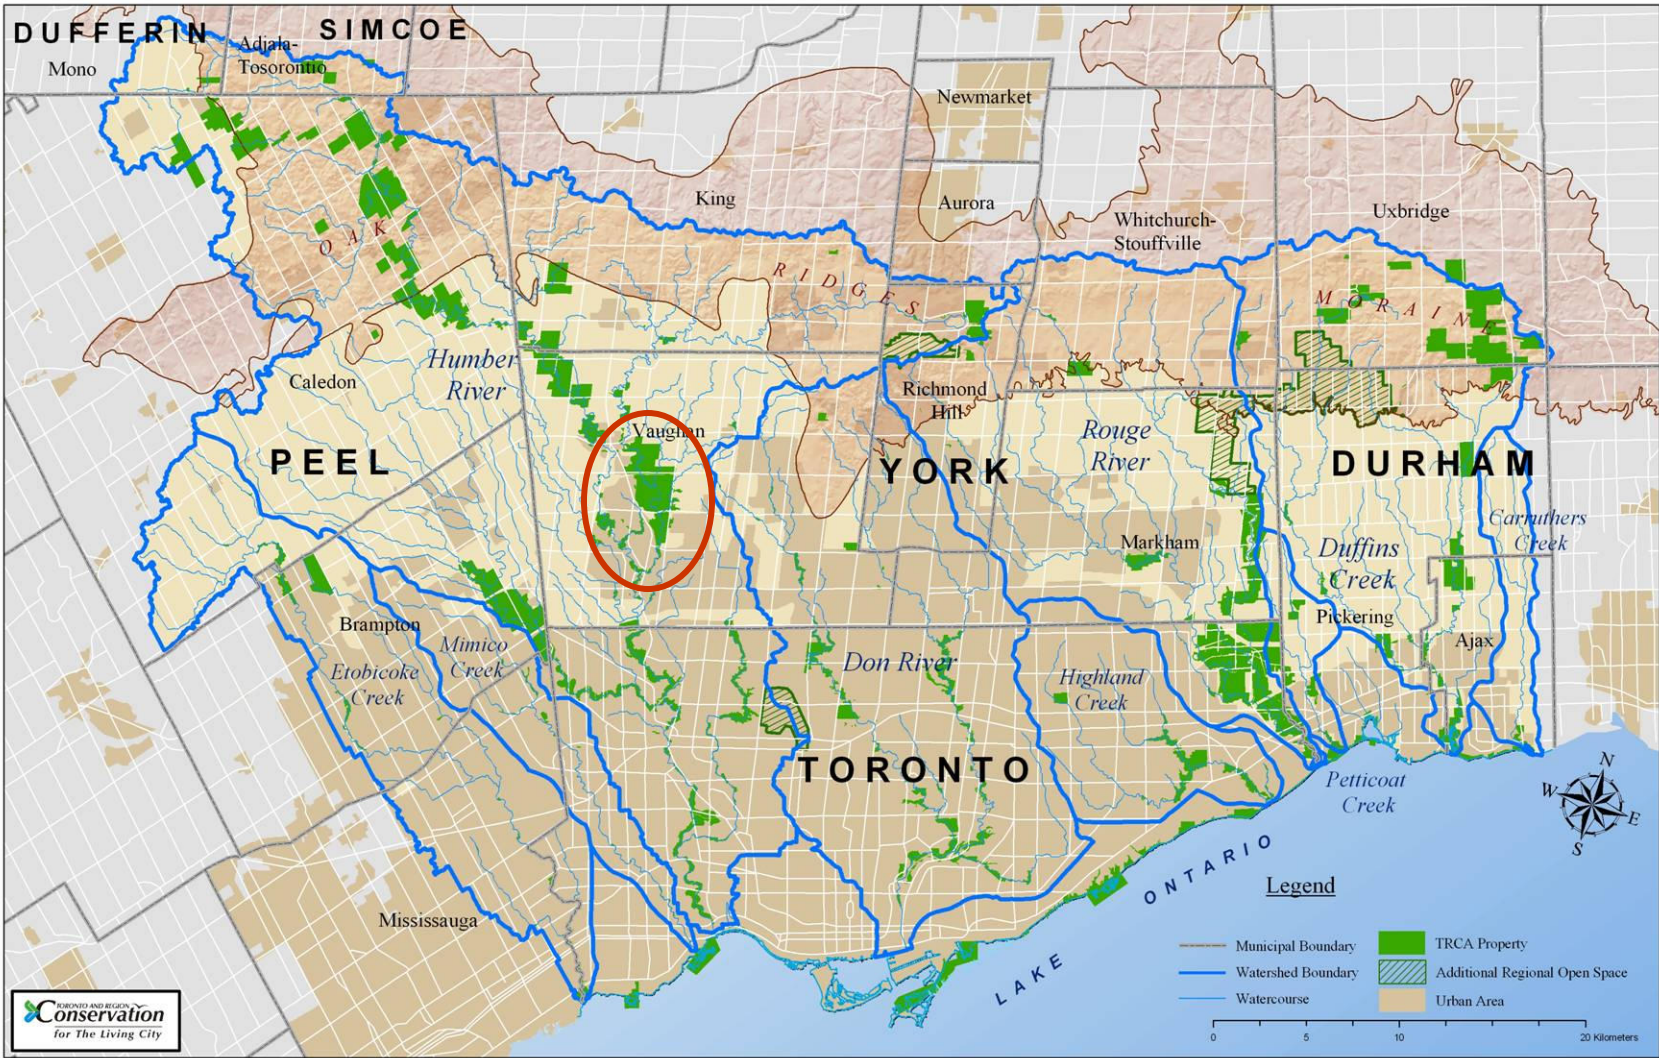 DUFFERIN
SIMCOE
Mono
Adjala-
Tosorontio
Newmarket
King
Aurora
Whitchurch-
Stouffville
Uxbridge
OAK
RIDGES
MORAINE
Humber
River
Caledon
Richmond
Hill
Vaughan
Rouge
River
PEEL
YORK
DURHAM
Carruthers
Creek
Markham
Duffins
Creek
Pickering
Ajax
Brampton
Mimico
Creek
Etobicoke
Creek
Don River
Highland
Creek
TORONTO
Petticoat
Creek
N
W
E
S
Mississauga
LAKE ONTARIO
Legend
Municipal Boundary
Watershed Boundary
Watercourse
TRCA Property
Additional Regional Open Space
Urban Area
0 5 10 20 Kilometers
TORONTO AND REGION
Conservation
for The Living City